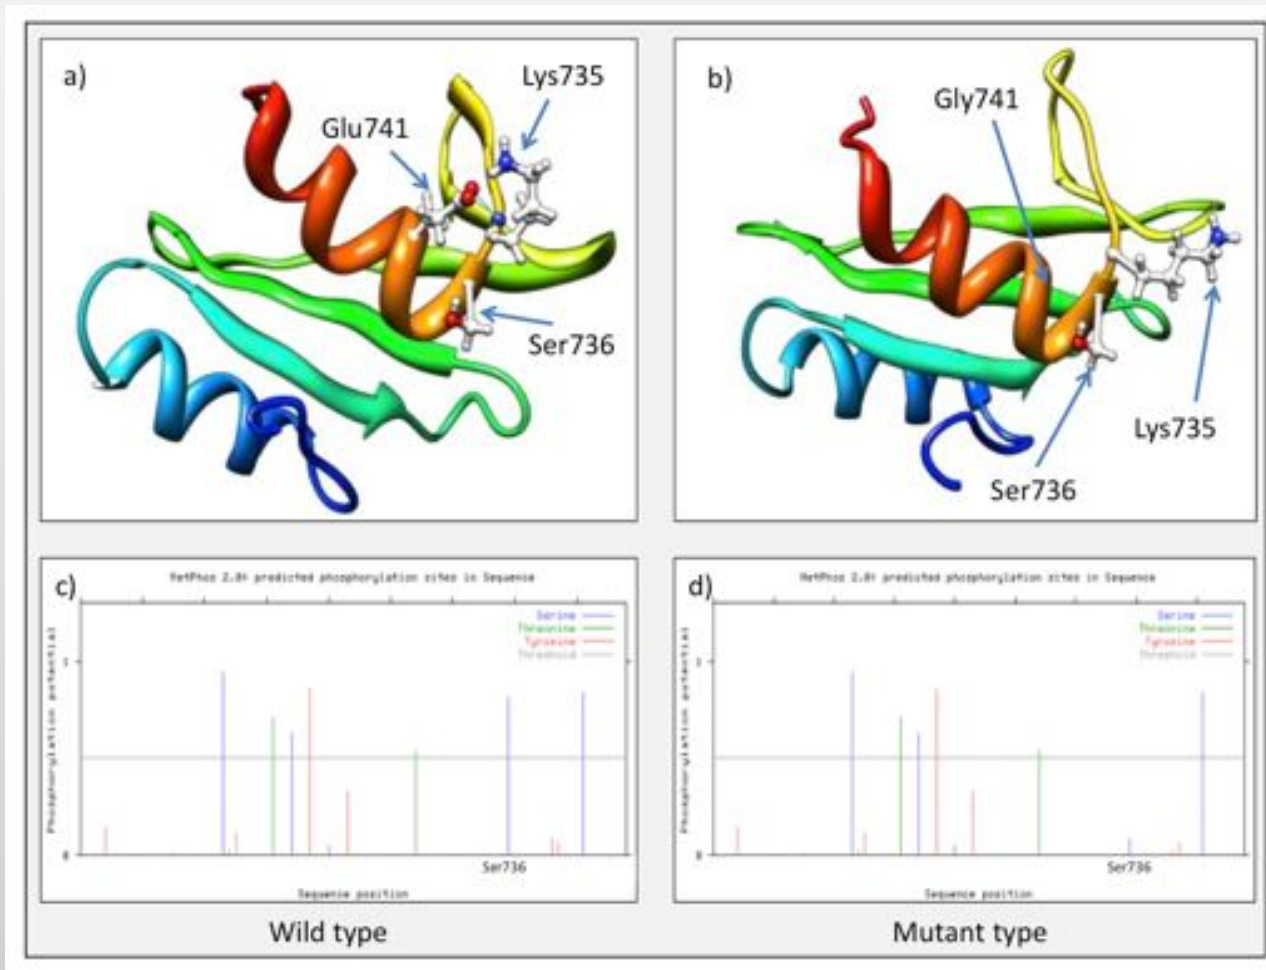 a)
Lys735
Glu741
Ser736
b)
Gly741
Lys735
Ser736
c)
NetPhos 2.0: predicted phosphorylation sites in Sequence
Serine
Threonine
Tyrosine
Threshold
Phosphorylation potential
1
0
Ser736
Sequence position
d)
NetPhos 2.0: predicted phosphorylation sites in Sequence
Serine
Threonine
Tyrosine
Threshold
Phosphorylation potential
1
0
Ser736
Sequence position
Wild type
Mutant type